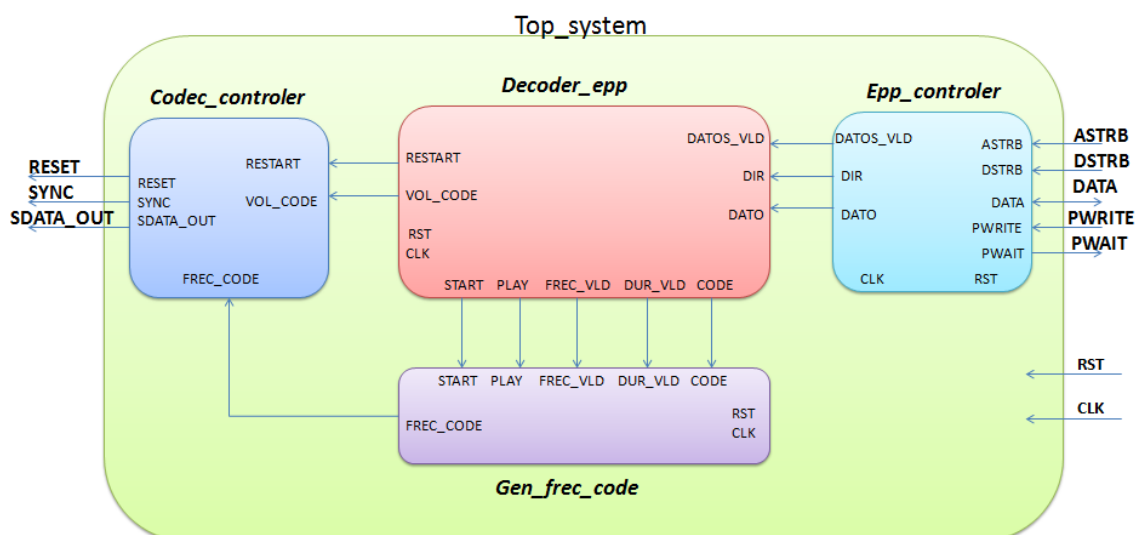 Top_system
Codec_controler
Decoder_epp
Epp_controler
RESET
SYNC
SDATA_OUT
RESTART
RESET
SYNC
VOL_CODE
SDATA_OUT
FREC_CODE
RESTART
VOL_CODE
RST
CLK
DATOS_VLD
DIR
DATO
START PLAY FREC_VLD DUR_VLD CODE
DATOS_VLD
DIR
DATO
ASTRB
DSTRB
DATA
PWRITE
PWAIT
CLK RST
ASTRB
DSTRB
DATA
PWRITE
PWAIT
START PLAY FREC_VLD DUR_VLD CODE
FREC_CODE
RST
CLK
Gen_frec_code
RST
CLK